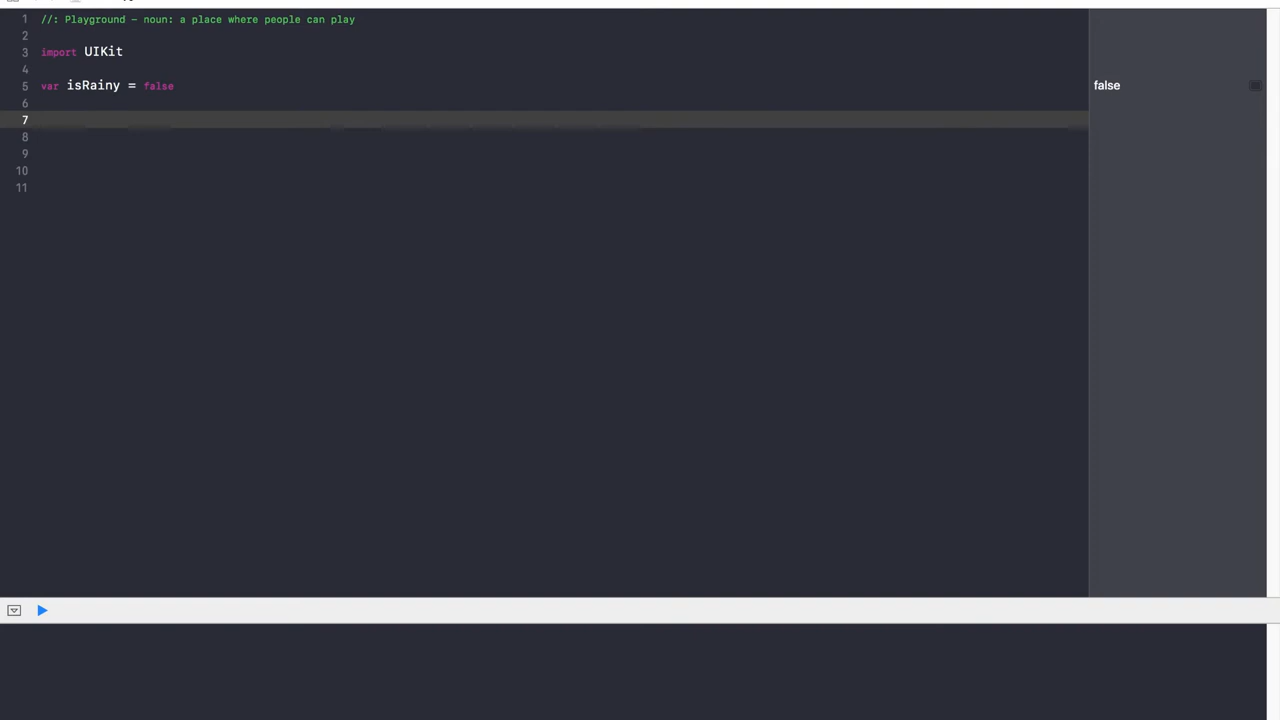 1 //: Playground - noun: a place where people can play
2
3 import UIKit
4
5 var isRainy = false false
6
7
8
9
10
11